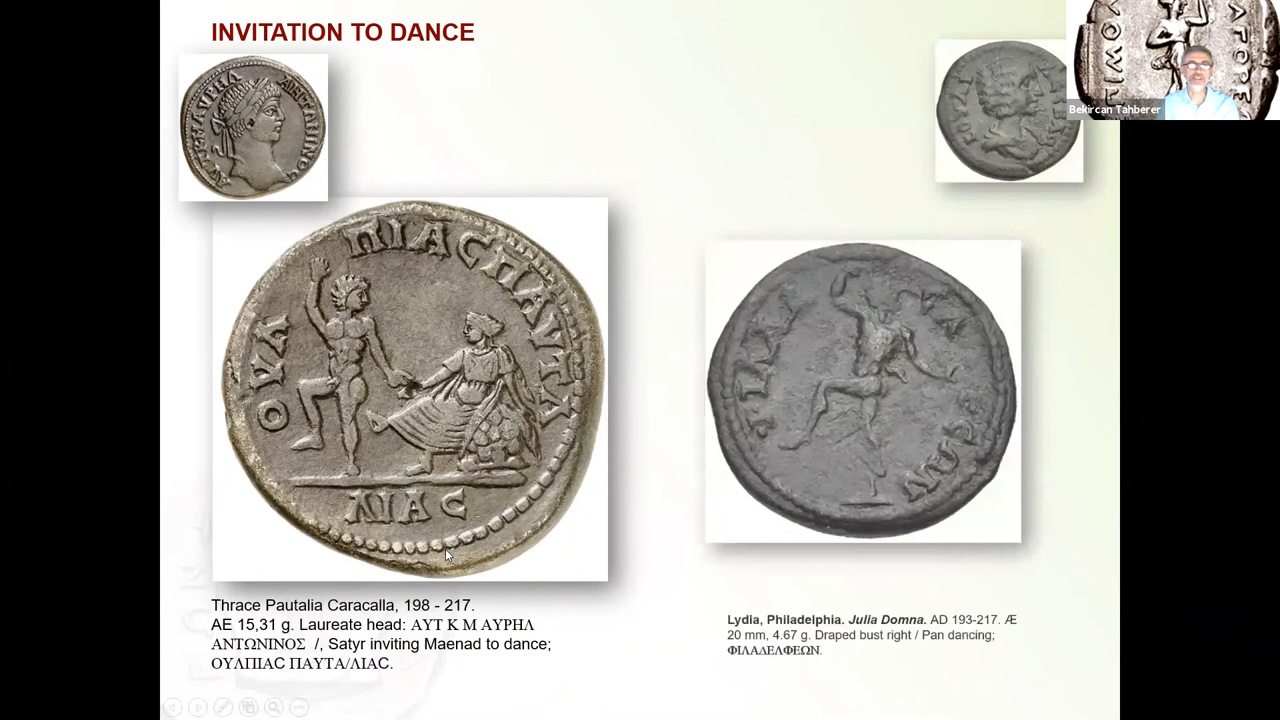 INVITATION TO DANCE
Bekircan Tahberer
ΟΥΛ ΠΙΑϹΠΑΥΤΑ
ΛΙΑϹ
Thrace Pautalia Caracalla, 198 - 217.
AE 15,31 g. Laureate head: ΑΥΤ Κ Μ ΑΥΡΗΛ
ΑΝΤΩΝΙΝΟΣ /, Satyr inviting Maenad to dance;
ΟΥΛΠΙΑϹ ΠΑΥΤΑ/ΛΙΑϹ.
Lydia, Philadelphia. Julia Domna. AD 193-217. Æ
20 mm, 4.67 g. Draped bust right / Pan dancing;
ΦΙΛΑΔΕΛΦΕΩΝ.